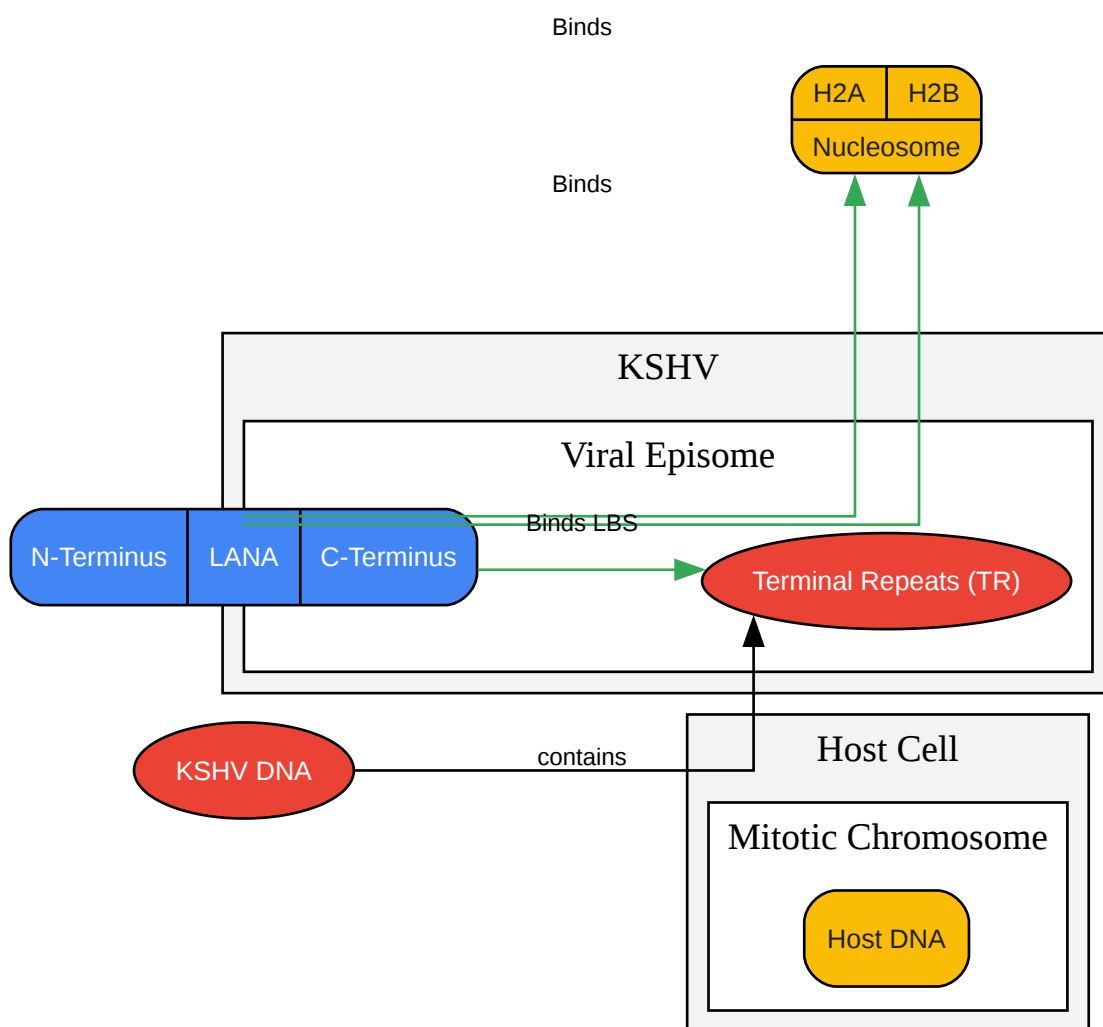 Binds
H2A
H2B
Nucleosome
Binds
KSHV
Viral Episome
Binds LBS
N-Terminus
LANA
C-Terminus
Terminal Repeats (TR)
KSHV DNA
contains
Host Cell
Mitotic Chromosome
Host DNA